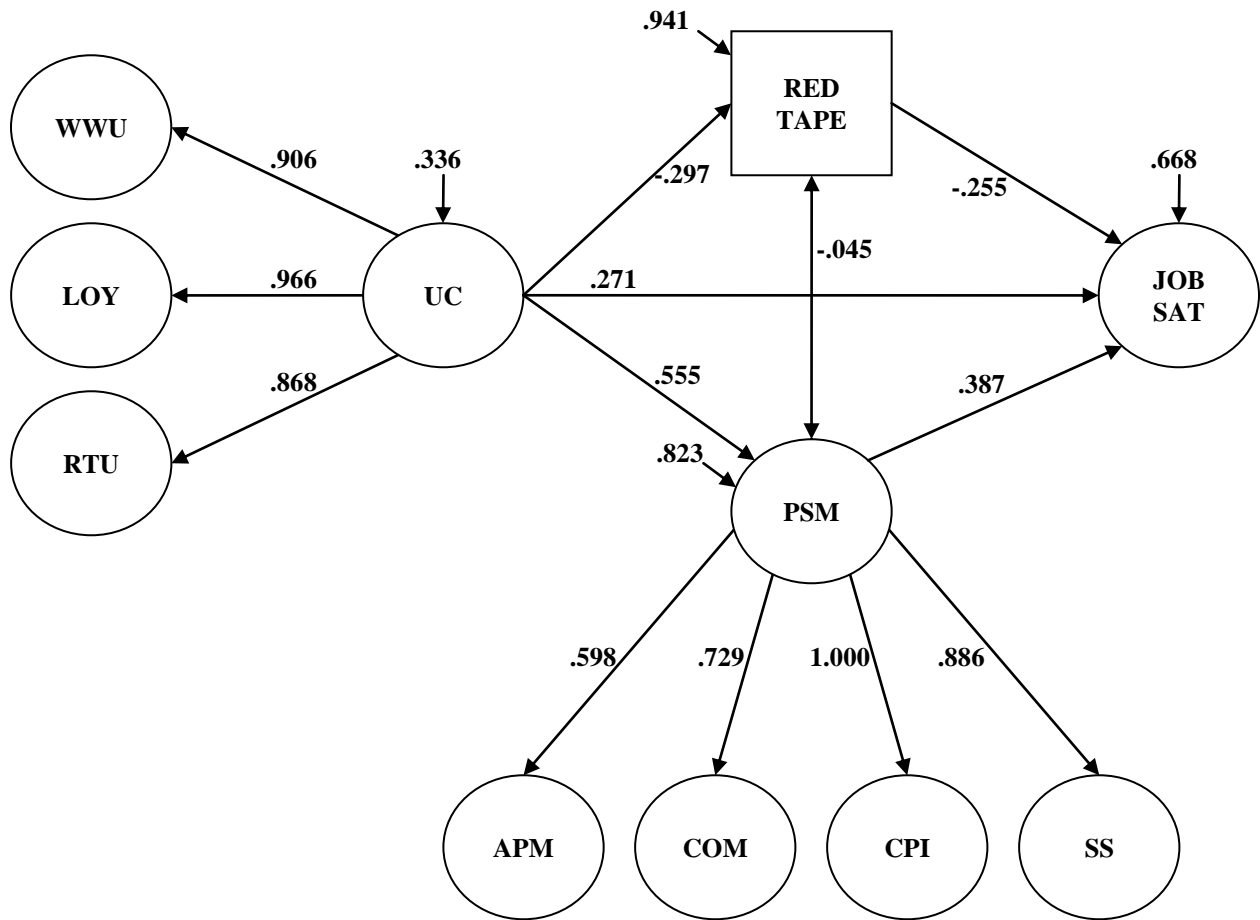 .941
RED
TAPE
WWU
.906
.336
-.297
-.255
.668
LOY
.966
UC
.271
-.045
JOB
SAT
.868
.555
.387
RTU
.823
PSM
.598
.729
1.000
.886
APM
COM
CPI
SS